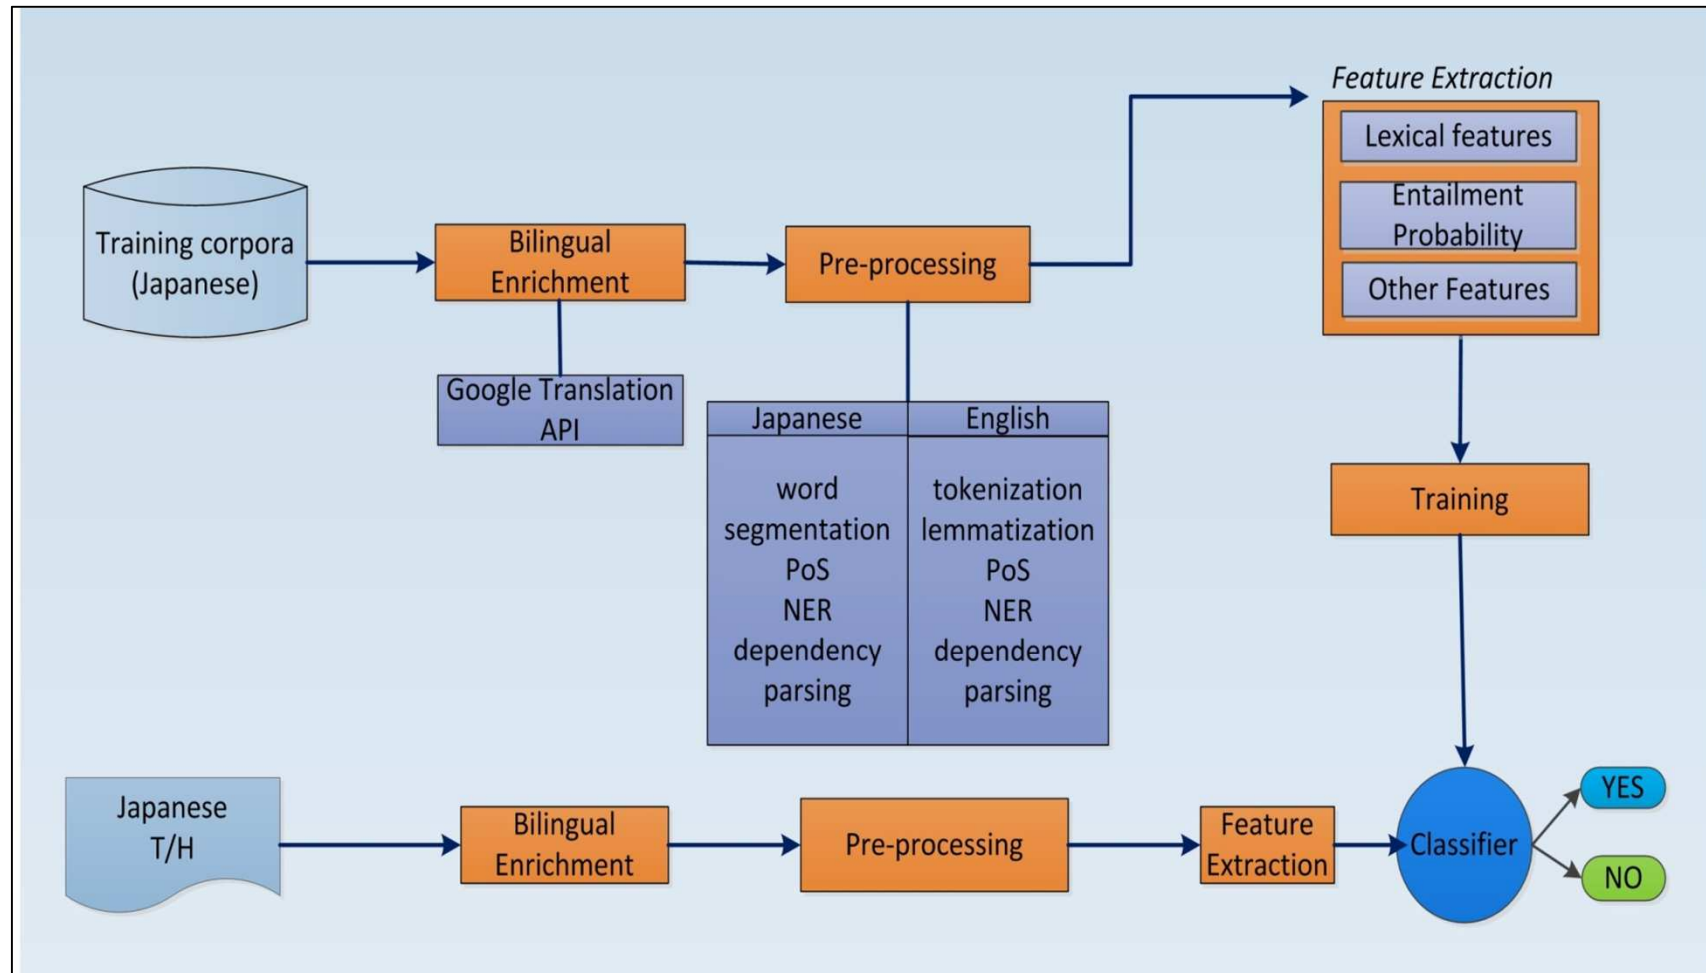 Feature Extraction
Lexical features
Entailment
Probability
Other Features
Training corpora
(Japanese)
Bilingual
Enrichment
Pre-processing
Google Translation
API
Japanese
word
segmentation
PoS
NER
dependency
parsing
English
tokenization
lemmatization
PoS
NER
dependency
parsing
Training
Japanese
T/H
Bilingual
Enrichment
Pre-processing
Feature
Extraction
Classifier
YES
NO